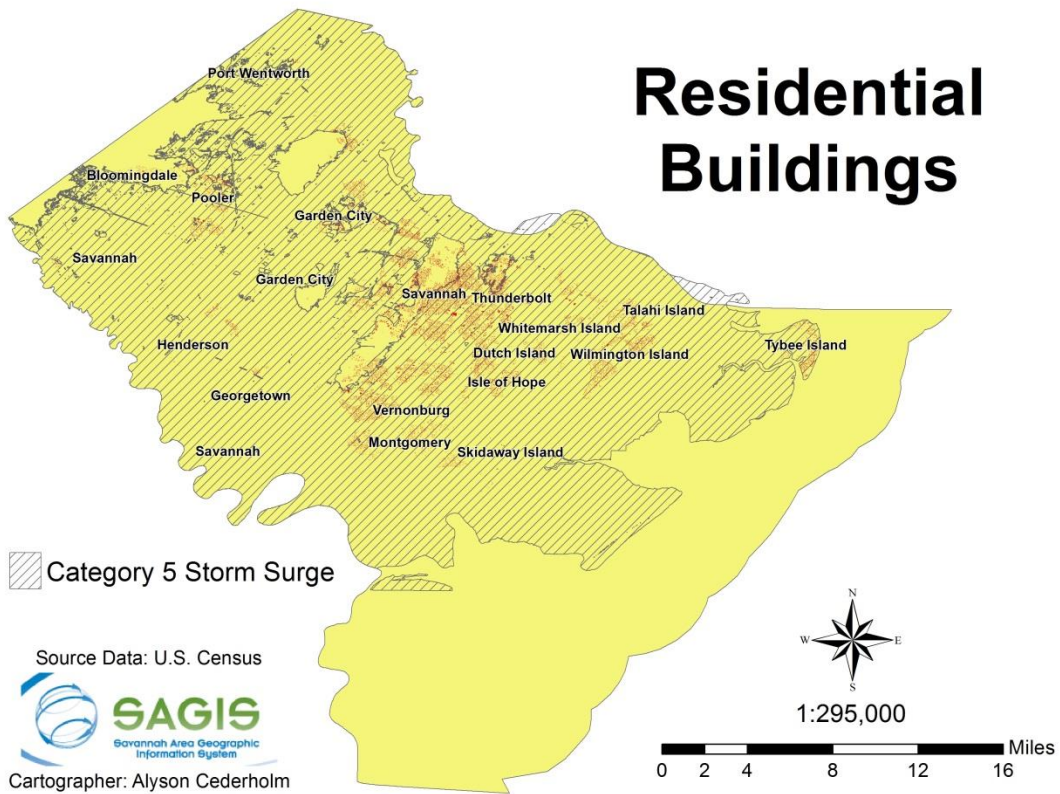 Residential
Buildings
Port Wentworth
Bloomingdale
Pooler
Garden City
Savannah
Garden City
Savannah
Thunderbolt
Talahi Island
Whitemarsh Island
Henderson
Dutch Island
Wilmington Island
Tybee Island
Isle of Hope
Georgetown
Vernonburg
Montgomery
Savannah
Skidaway Island
Category 5 Storm Surge
Source Data: U.S. Census
SAGIS
Savannah Area Geographic
Information System
Cartographer: Alyson Cederholm
N
W
E
S
1:295,000
Miles
0 2 4 8 12 16